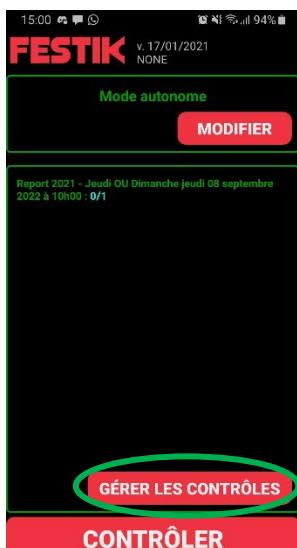 15:00 94%
FESTIK v. 17/01/2021
NONE
Mode autonome
MODIFIER
Report 2021 - Jeudi OU Dimanche jeudi 08 septembre
2022 à 10h00 : 0/1
GÉRER LES CONTRÔLES
CONTRÔLER